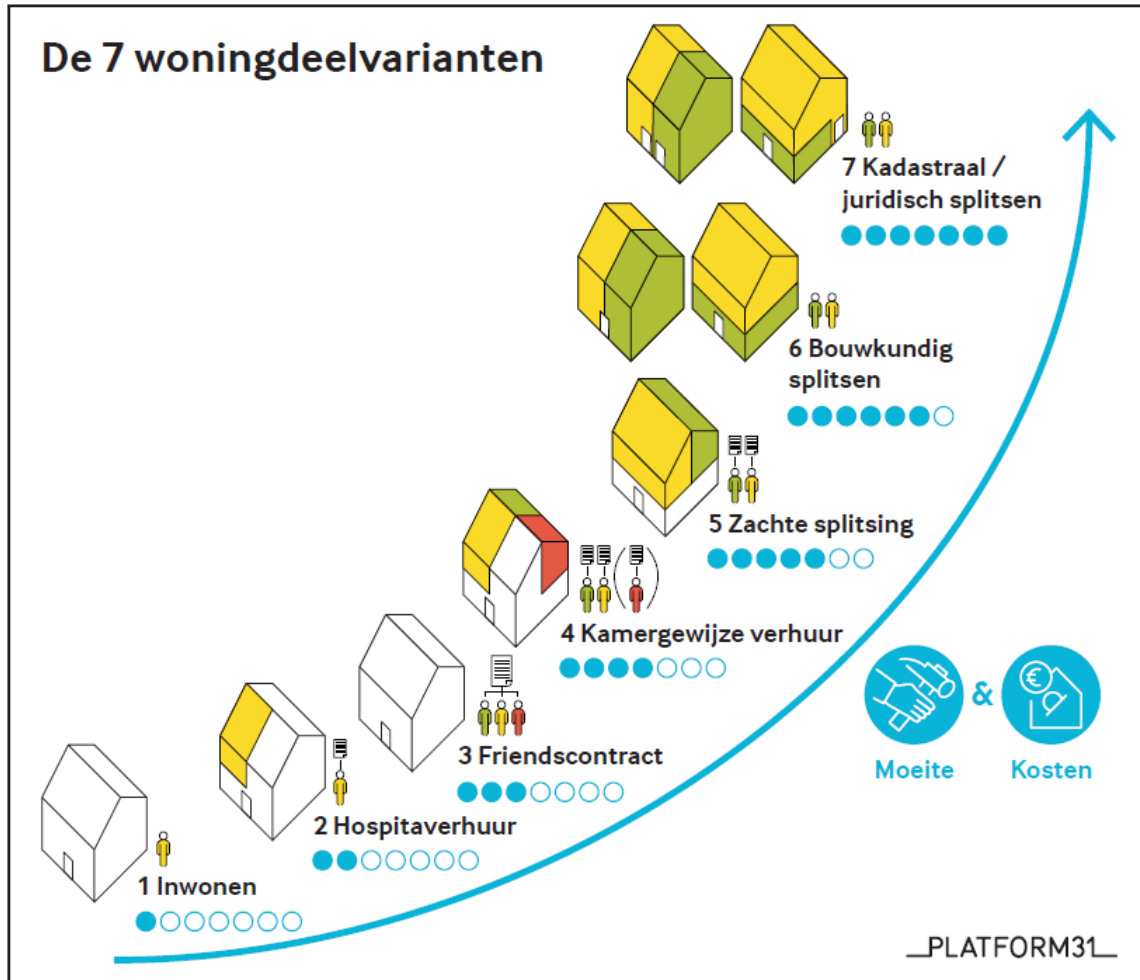 De 7 woningdeelvarianten
7 Kadastraal /
juridisch splitsen
6 Bouwkundig
splitsen
5 Zachte splitsing
4 Kamergewijze verhuur
3 Friendscontract
2 Hospitaverhuur
1 Inwonen
€
&
Moeite
Kosten
PLATFORM31